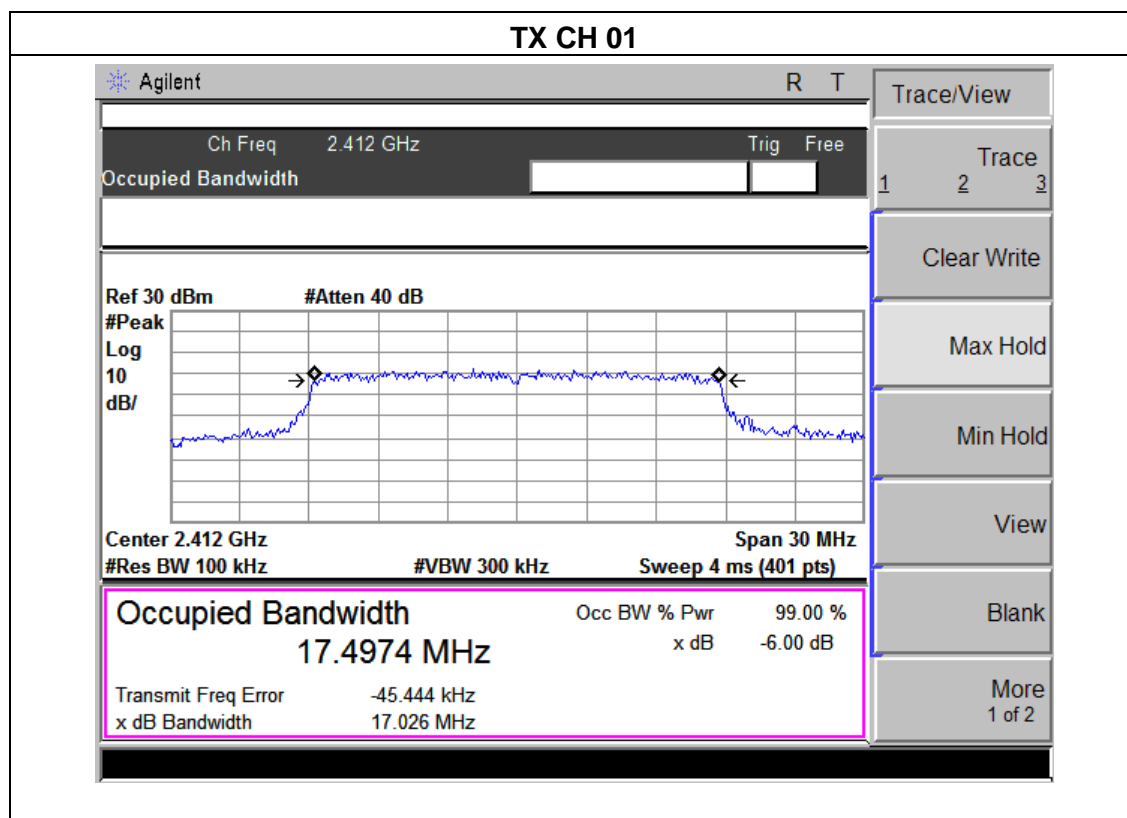 TX CH 01
Agilent R T
Ch Freq 2.412 GHz Trig Free
Occupied Bandwidth
Ref 30 dBm #Atten 40 dB
#Peak
Log
10
dB/
Center 2.412 GHz Span 30 MHz
#Res BW 100 kHz #VBW 300 kHz Sweep 4 ms (401 pts)
Occupied Bandwidth Occ BW % Pwr 99.00 %
17.4974 MHz x dB -6.00 dB
Transmit Freq Error -45.444 kHz
x dB Bandwidth 17.026 MHz
Trace/View
Trace
1 2 3
Clear Write
Max Hold
Min Hold
View
Blank
More
1 of 2